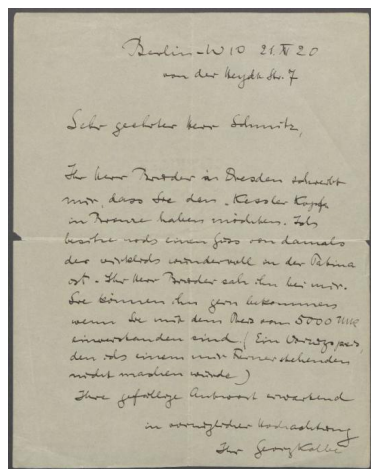 Berlin W 10 21. IV 20
von der Heydt Str. 7
Sehr geehrter Herr Schmitz,
Ihr Herr Bruder in Dresden schreibt
mir, dass Sie den Kessler Kopf
in Bronze haben möchten. Ich
besitze noch einen Guss von damals
der wirklich wundervoll in der Patina
ist. Ihr Herr Bruder sah ihn bei mir.
Sie können ihn gern bekommen
wenn Sie mit dem Preis von 5000 Mk
einverstanden sind. (Ein Vorzugspreis,
den ich einem mir Fernerstehenden
nicht machen würde)
Ihre gefällige Antwort erwartend
in vorzüglicher Hochachtung
Ihr Georg Kolbe